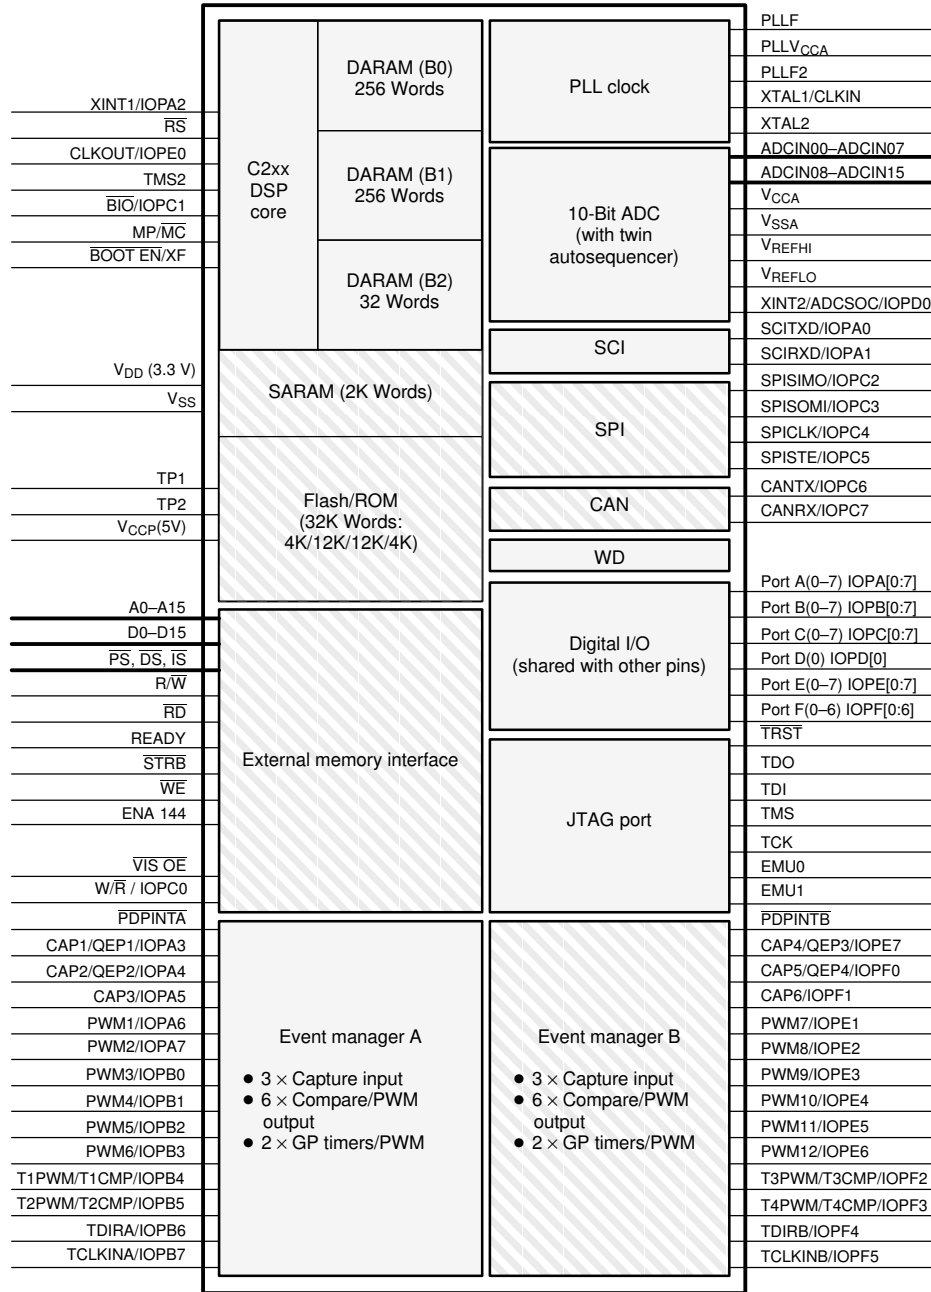 XINT1/IOPA2
RS
CLKOUT/IOPE0
TMS2
BIO/IOPC1
MP/MC
BOOT EN/XF
VDD (3.3 V)
VSS
TP1
TP2
VCCP(5V)
A0–A15
D0–D15
PS, DS, IS
R/W
RD
READY
STRB
WE
ENA 144
VIS OE
W/R / IOPC0
PDPINTA
CAP1/QEP1/IOPA3
CAP2/QEP2/IOPA4
CAP3/IOPA5
PWM1/IOPA6
PWM2/IOPA7
PWM3/IOPB0
PWM4/IOPB1
PWM5/IOPB2
PWM6/IOPB3
T1PWM/T1CMP/IOPB4
T2PWM/T2CMP/IOPB5
TDIRA/IOPB6
TCLKINA/IOPB7
C2xx
DSP
core
DARAM (B0)
256 Words
DARAM (B1)
256 Words
DARAM (B2)
32 Words
SARAM (2K Words)
Flash/ROM
(32K Words:
4K/12K/12K/4K)
External memory interface
Event manager A
● 3 × Capture input
● 6 × Compare/PWM
output
● 2 × GP timers/PWM
PLL clock
10-Bit ADC
(with twin
autosequencer)
SCI
SPI
CAN
WD
Digital I/O
(shared with other pins)
JTAG port
Event manager B
● 3 × Capture input
● 6 × Compare/PWM
output
● 2 × GP timers/PWM
PLLF
PLLVCCA
PLLF2
XTAL1/CLKIN
XTAL2
ADCIN00–ADCIN07
ADCIN08–ADCIN15
VCCA
VSSA
VREFHI
VREFLO
XINT2/ADCSOC/IOPD0
SCITXD/IOPA0
SCIRXD/IOPA1
SPISIMO/IOPC2
SPISOMI/IOPC3
SPICLK/IOPC4
SPISTE/IOPC5
CANTX/IOPC6
CANRX/IOPC7
Port A(0–7) IOPA[0:7]
Port B(0–7) IOPB[0:7]
Port C(0–7) IOPC[0:7]
Port D(0) IOPD[0]
Port E(0–7) IOPE[0:7]
Port F(0–6) IOPF[0:6]
TRST
TDO
TDI
TMS
TCK
EMU0
EMU1
PDPINTB
CAP4/QEP3/IOPE7
CAP5/QEP4/IOPF0
CAP6/IOPF1
PWM7/IOPE1
PWM8/IOPE2
PWM9/IOPE3
PWM10/IOPE4
PWM11/IOPE5
PWM12/IOPE6
T3PWM/T3CMP/IOPF2
T4PWM/T4CMP/IOPF3
TDIRB/IOPF4
TCLKINB/IOPF5